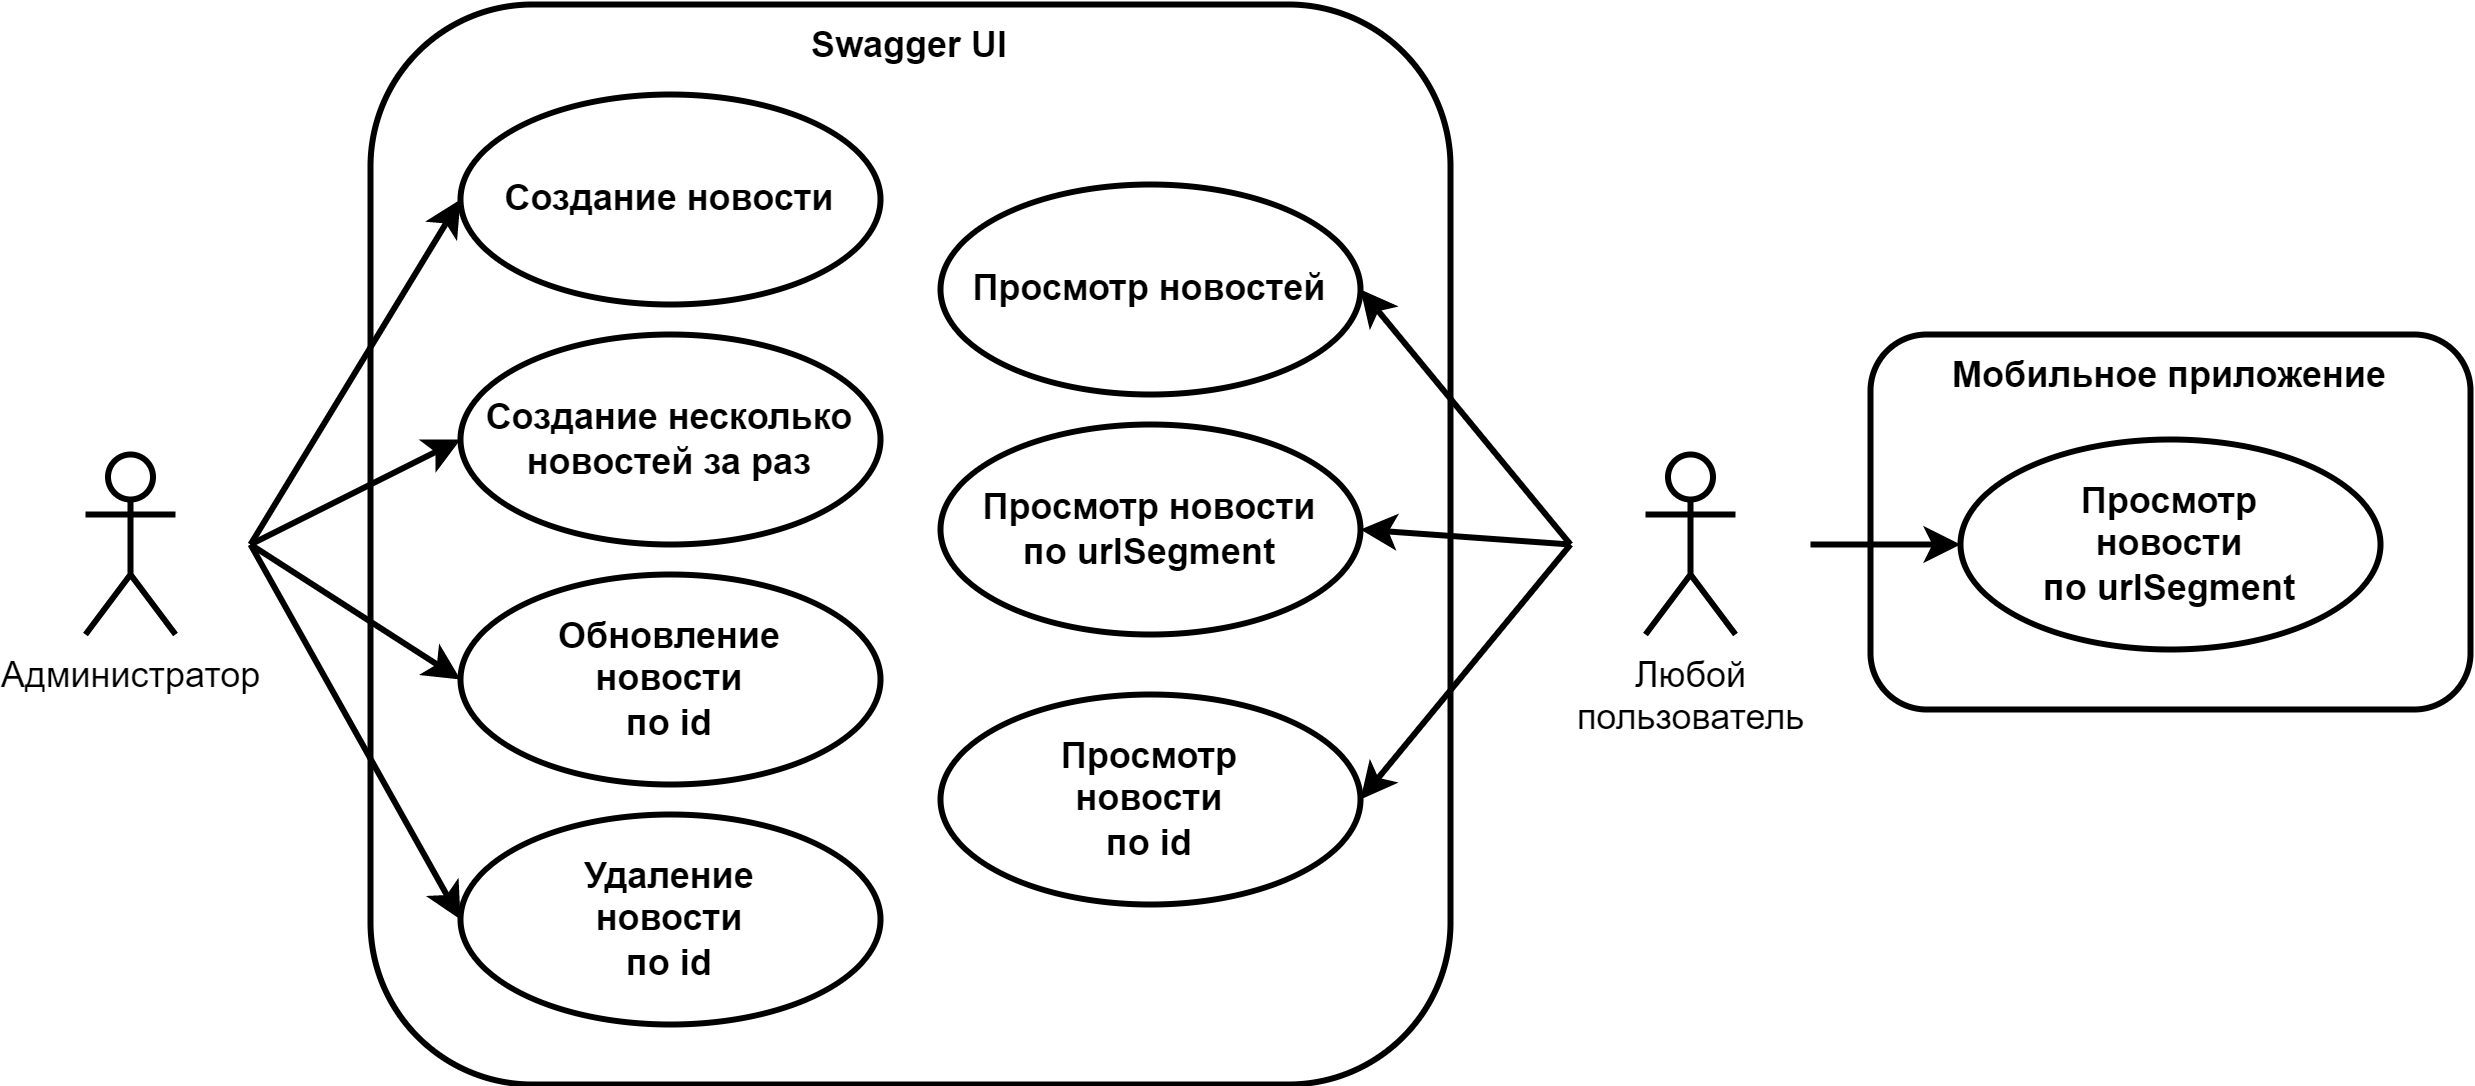 Swagger UI
Создание новости
Создание несколько
новостей за раз
Обновление
новости
по id
Удаление
новости
по id
Просмотр новостей
Просмотр новости
по urlSegment
Просмотр
новости
по id
Администратор
Любой
пользователь
Мобильное приложение
Просмотр
новости
по urlSegment